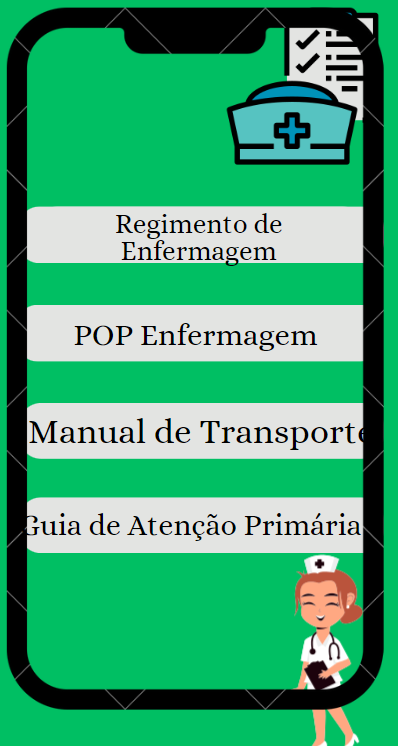 Regimento de
Enfermagem
POP Enfermagem
Manual de Transporte
Guia de Atenção Primária